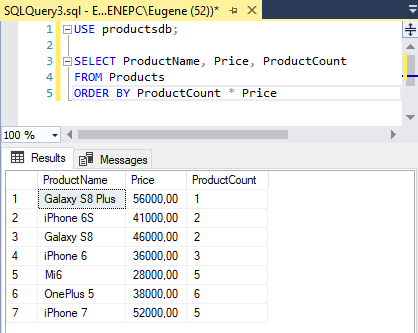 SQLQuery3.sql - E...ENEPC\Eugene (52))*
1 USE productsdb;
2
3 SELECT ProductName, Price, ProductCount
4 FROM Products
5 ORDER BY ProductCount * Price
100 %
Results Messages
ProductName Price ProductCount
1 Galaxy S8 Plus 56000,00 1
2 iPhone 6S 41000,00 2
3 Galaxy S8 46000,00 2
4 iPhone 6 36000,00 3
5 Mi6 28000,00 5
6 OnePlus 5 38000,00 6
7 iPhone 7 52000,00 5